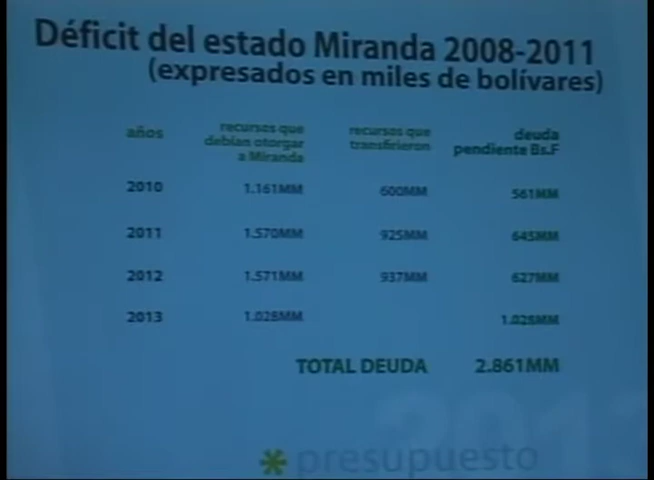 Déficit del estado Miranda 2008-2011
(expresados en miles de bolívares)
años recursos que debían otorgar a Miranda recursos que transfirieron deuda pendiente Bs.F
2010 1.161MM 600MM 561MM
2011 1.570MM 925MM 645MM
2012 1.571MM 937MM 627MM
2013 1.028MM 1.028MM
TOTAL DEUDA 2.861MM
2013
* presupuesto